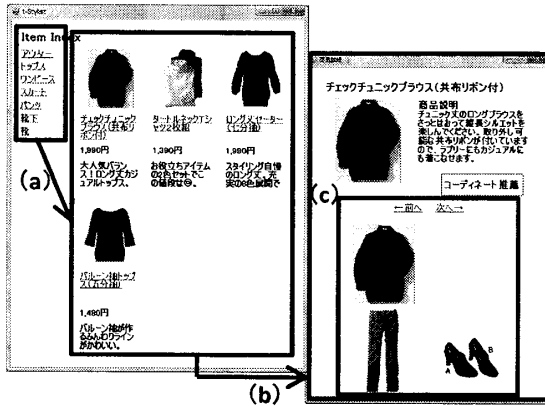 t-Stylist
Item Index
アウター
トップス
ワンピース
スカート
パンツ
靴下
靴
(a)
チェックチュニック
ブラウス(共布リ
ボン付)
1,990円
大人気バラン
ス!ロング丈カジ
ュアルトップス。
タートルネックTシ
ャツ2枚組
1,390円
お役立ちアイテム
の2色セットでこ
の値段は◎。
ロング丈セーター
(七分袖)
1,990円
スタイリング自慢
のロング丈。充
実の8色展開で
バルーン袖トップ
ス(五分袖)
1,480円
バルーン袖が作
るふんわりライン
がかわいい。
(b)
チェックチュニックブラウス(共布リボン付)
商品説明
チュニック丈のロングブラウスを
さらっとはおって縦長シルエットを
楽しんでください。取り外し可
能な共布リボンが付いています
ので、ラブリーにもカジュアルに
も着こなせます。
コーディネート推薦
(c)
←前へ 次へ→
A
B